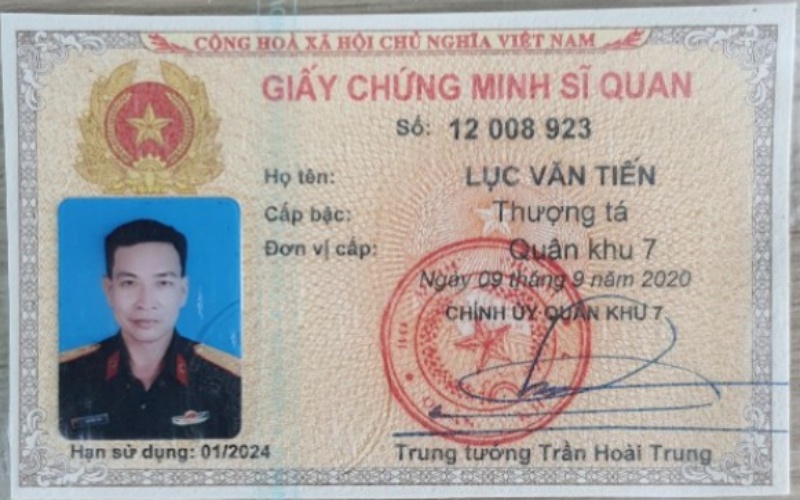 CỘNG HOÀ XÃ HỘI CHỦ NGHĨA VIỆT NAM
GIẤY CHỨNG MINH SĨ QUAN
Số: 12 008 923
Họ tên: LỤC VĂN TIẾN
Cấp bậc: Thượng tá
Đơn vị cấp: Quân khu 7
Ngày 09 tháng 9 năm 2020
CHÍNH ỦY QUÂN KHU 7
Hạn sử dụng: 01/2024
Trung tướng Trần Hoài Trung